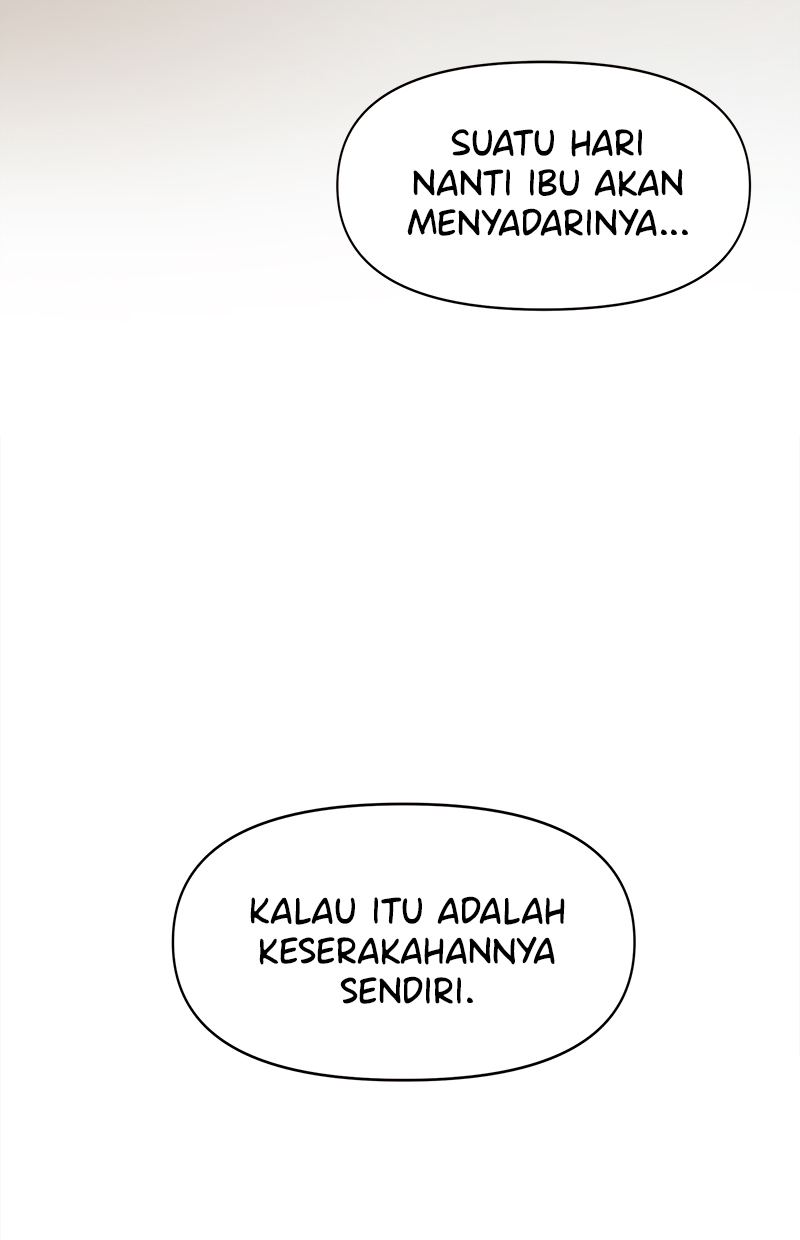 SUATU HARI
NANTI IBU AKAN
MENYADARINYA...
KALAU ITU ADALAH
KESERAKAHANNYA
SENDIRI.